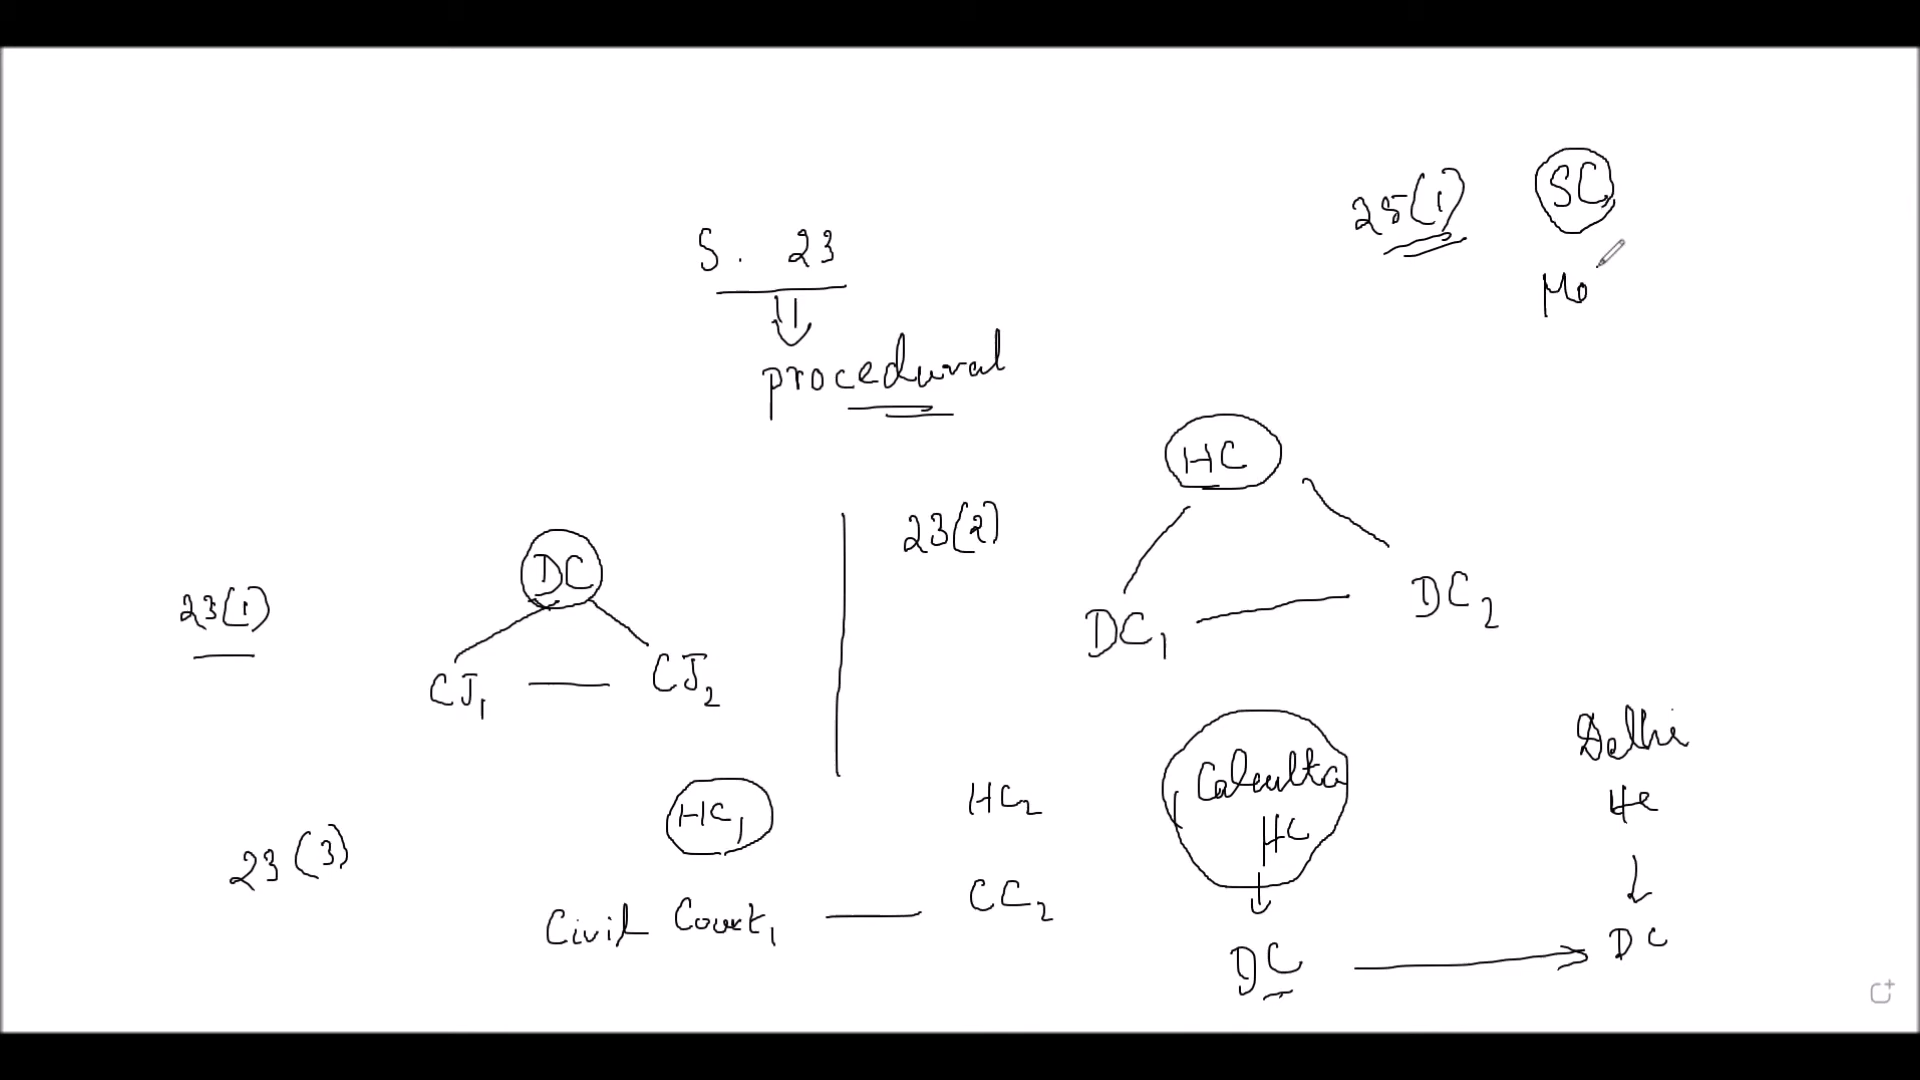 25(1) SC
S. 23
Mo
procedural
HC
23(2)
DC
23(1)
DC1 DC2
CJ1 — CJ2
Calcutta HC
Delhi HC
HC1 HC2
23(3)
Civil Court1 — CC2
DC → DC